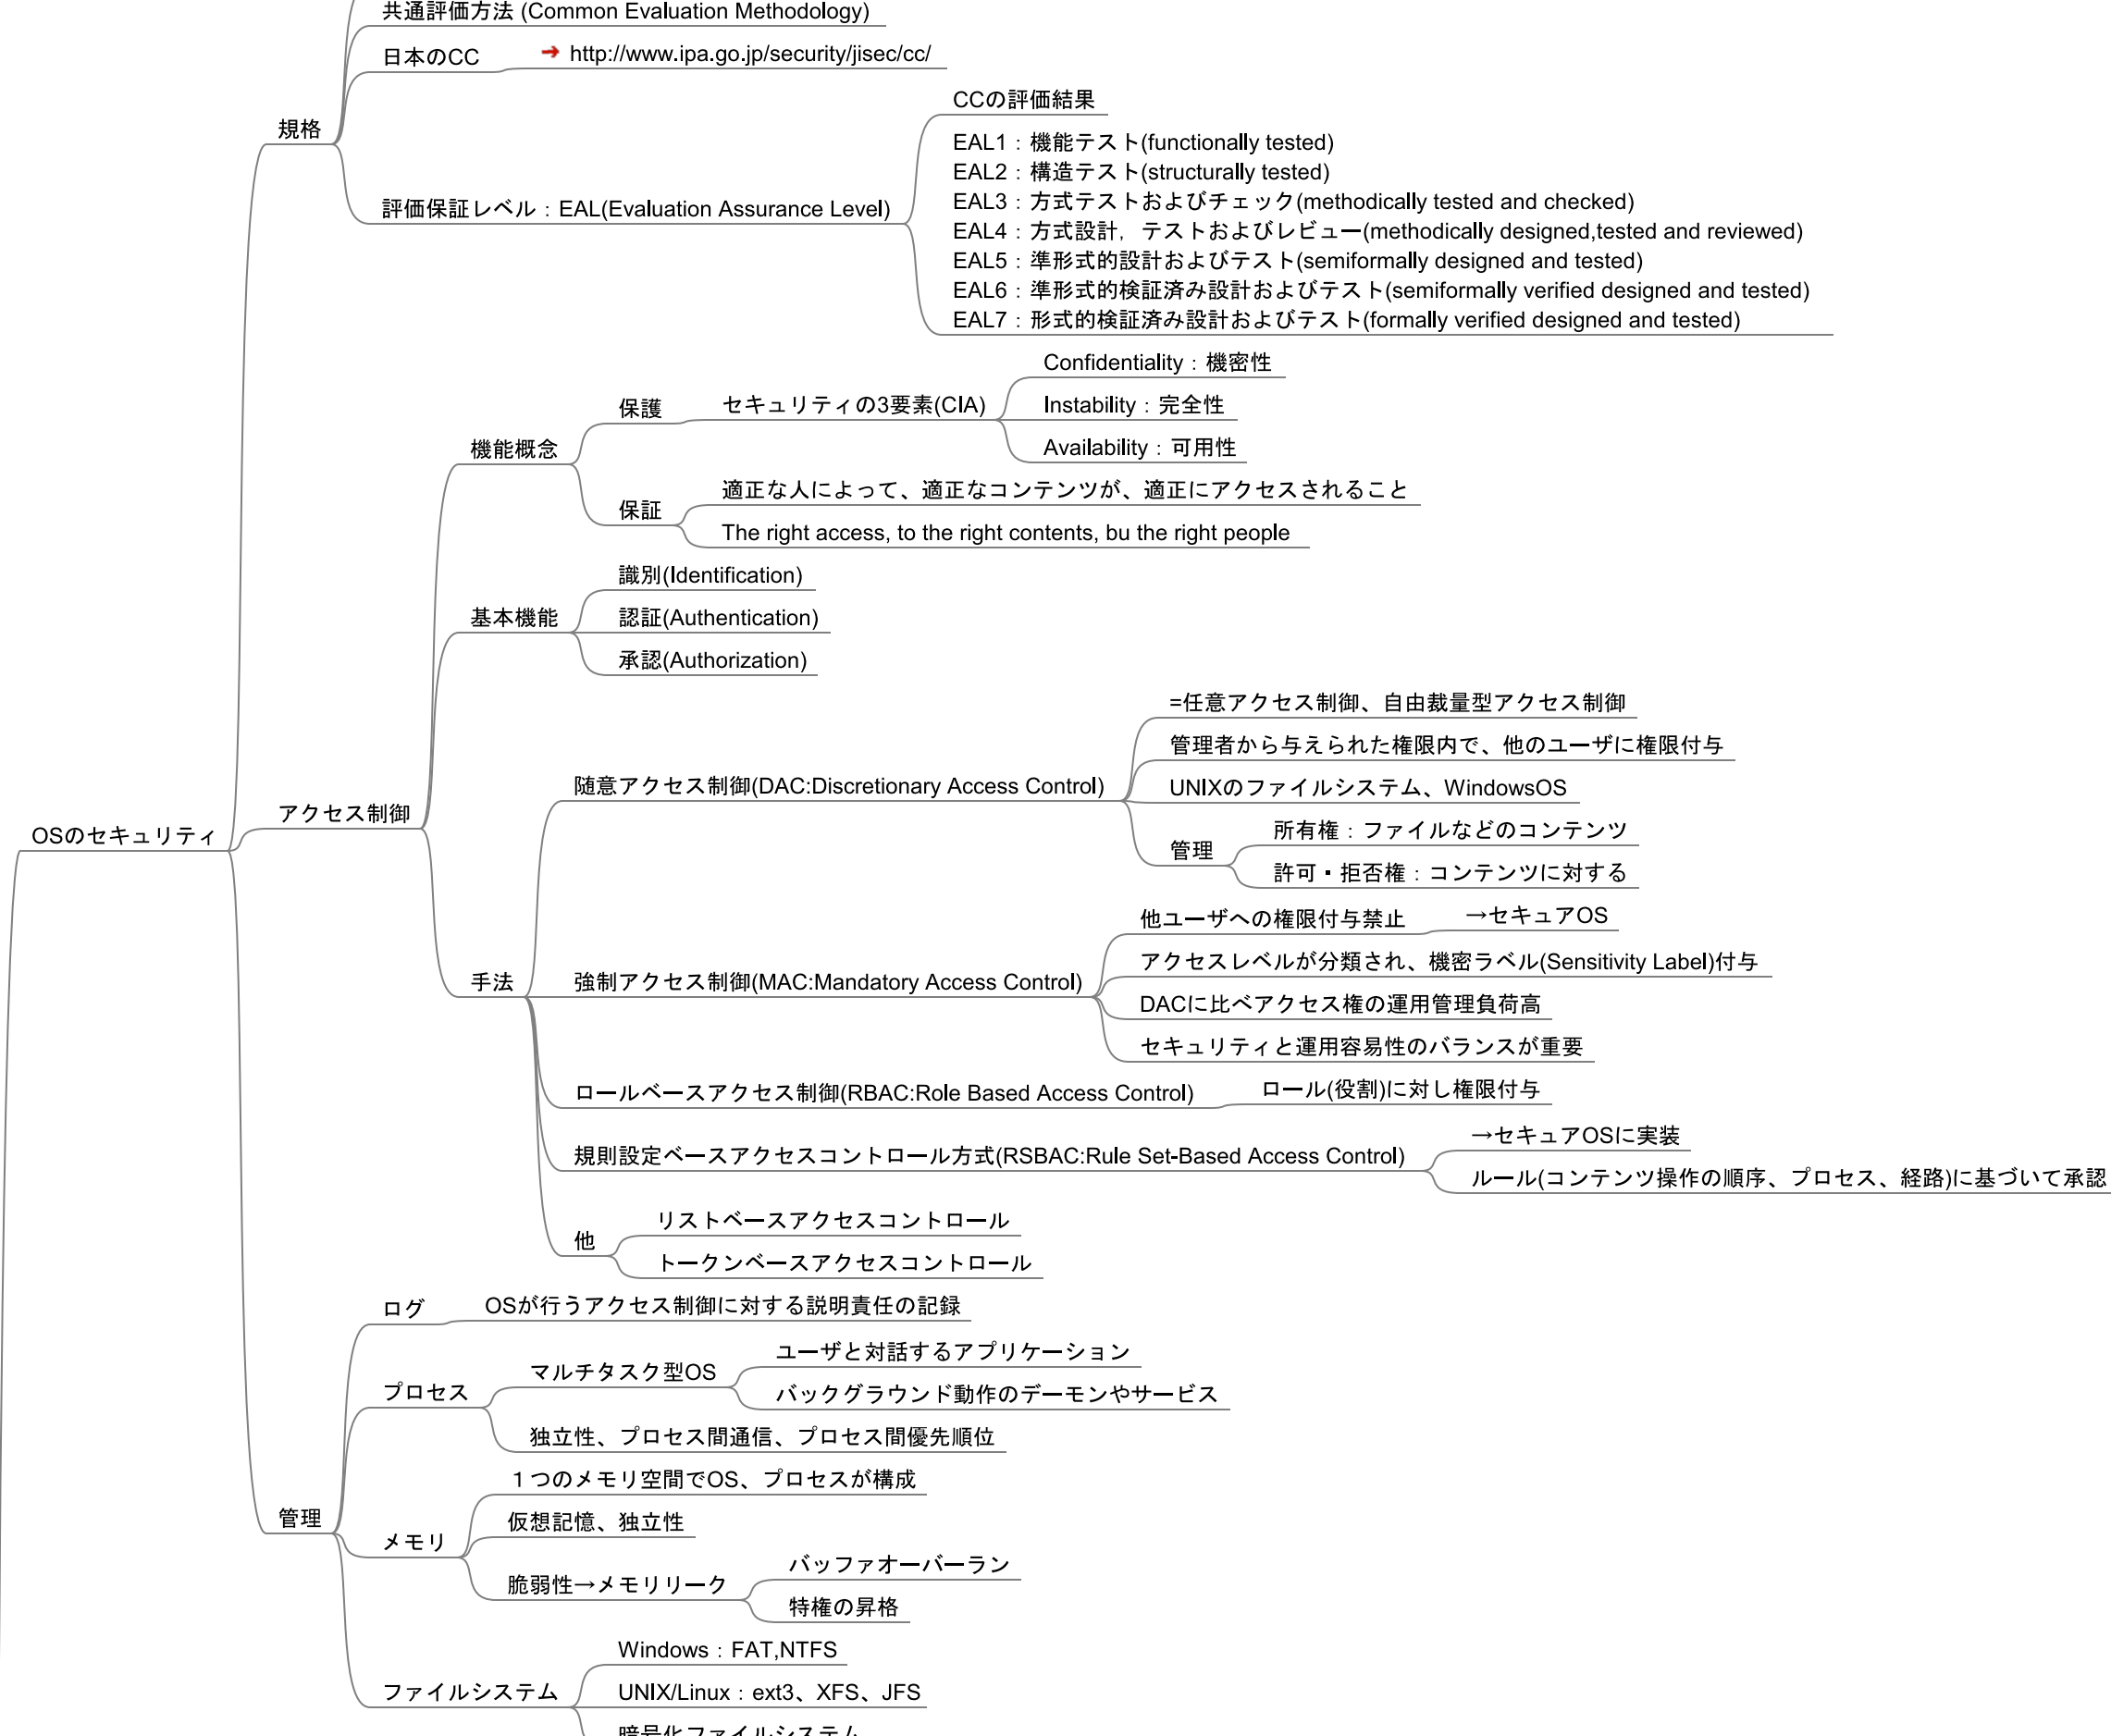 共通評価方法 (Common Evaluation Methodology)
日本のCC
http://www.ipa.go.jp/security/jisec/cc/
規格
評価保証レベル：EAL(Evaluation Assurance Level)
CCの評価結果
EAL1：機能テスト(functionally tested)
EAL2：構造テスト(structurally tested)
EAL3：方式テストおよびチェック(methodically tested and checked)
EAL4：方式設計，テストおよびレビュー(methodically designed,tested and reviewed)
EAL5：準形式的設計およびテスト(semiformally designed and tested)
EAL6：準形式的検証済み設計およびテスト(semiformally verified designed and tested)
EAL7：形式的検証済み設計およびテスト(formally verified designed and tested)
OSのセキュリティ
アクセス制御
機能概念
保護
セキュリティの3要素(CIA)
Confidentiality：機密性
Instability：完全性
Availability：可用性
保証
適正な人によって、適正なコンテンツが、適正にアクセスされること
The right access, to the right contents, bu the right people
基本機能
識別(Identification)
認証(Authentication)
承認(Authorization)
手法
随意アクセス制御(DAC:Discretionary Access Control)
=任意アクセス制御、自由裁量型アクセス制御
管理者から与えられた権限内で、他のユーザに権限付与
UNIXのファイルシステム、WindowsOS
管理
所有権：ファイルなどのコンテンツ
許可・拒否権：コンテンツに対する
強制アクセス制御(MAC:Mandatory Access Control)
他ユーザへの権限付与禁止
→セキュアOS
アクセスレベルが分類され、機密ラベル(Sensitivity Label)付与
DACに比べアクセス権の運用管理負荷高
セキュリティと運用容易性のバランスが重要
ロールベースアクセス制御(RBAC:Role Based Access Control)
ロール(役割)に対し権限付与
規則設定ベースアクセスコントロール方式(RSBAC:Rule Set-Based Access Control)
→セキュアOSに実装
ルール(コンテンツ操作の順序、プロセス、経路)に基づいて承認
他
リストベースアクセスコントロール
トークンベースアクセスコントロール
管理
ログ
OSが行うアクセス制御に対する説明責任の記録
プロセス
マルチタスク型OS
ユーザと対話するアプリケーション
バックグラウンド動作のデーモンやサービス
独立性、プロセス間通信、プロセス間優先順位
メモリ
１つのメモリ空間でOS、プロセスが構成
仮想記憶、独立性
脆弱性→メモリリーク
バッファオーバーラン
特権の昇格
ファイルシステム
Windows：FAT,NTFS
UNIX/Linux：ext3、XFS、JFS
暗号化ファイルシステム